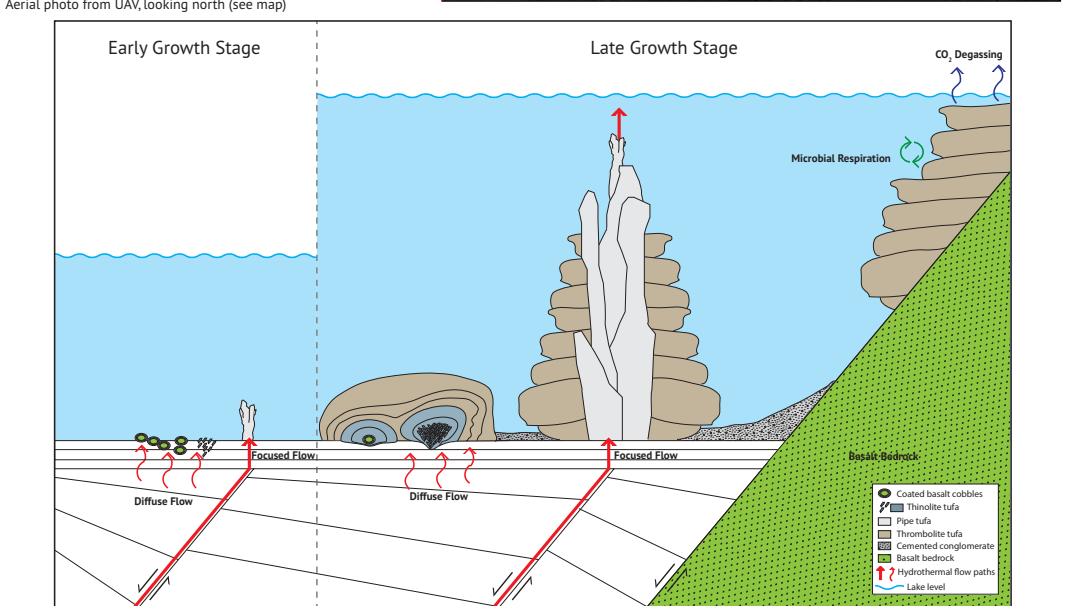 Aerial photo from UAV, looking north (see map)
Early Growth Stage
Late Growth Stage
CO2 Degassing
Microbial Respiration
Focused Flow
Focused Flow
Basalt Bedrock
Diffuse Flow
Diffuse Flow
Coated basalt cobbles
Thinolite tufa
Pipe tufa
Thrombolite tufa
Cemented conglomerate
Basalt bedrock
Hydrothermal flow paths
Lake level